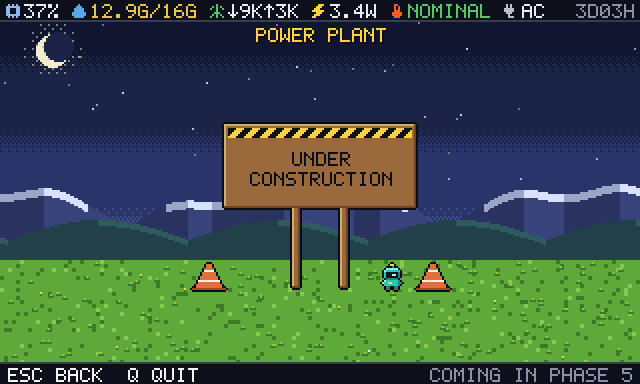 37% 12.9G/16G ↓9K↑3K 3.4W NOMINAL AC 3D03H
POWER PLANT
UNDER
CONSTRUCTION
ESC BACK Q QUIT COMING IN PHASE 5